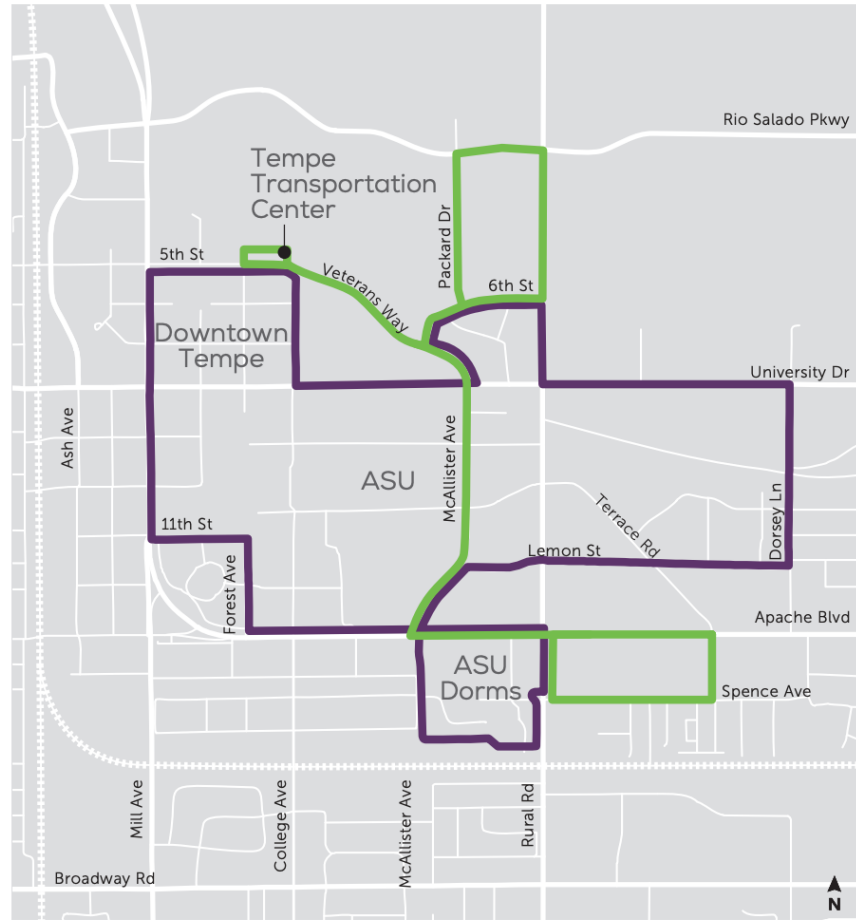 Rio Salado Pkwy
Tempe
Transportation
Center
Packard Dr
5th St
Veterans Way
6th St
Downtown
Tempe
University Dr
Ash Ave
ASU
McAllister Ave
Terrace Rd
Dorsey Ln
11th St
Lemon St
Forest Ave
Apache Blvd
ASU
Dorms
Spence Ave
Mill Ave
College Ave
McAllister Ave
Rural Rd
Broadway Rd
N